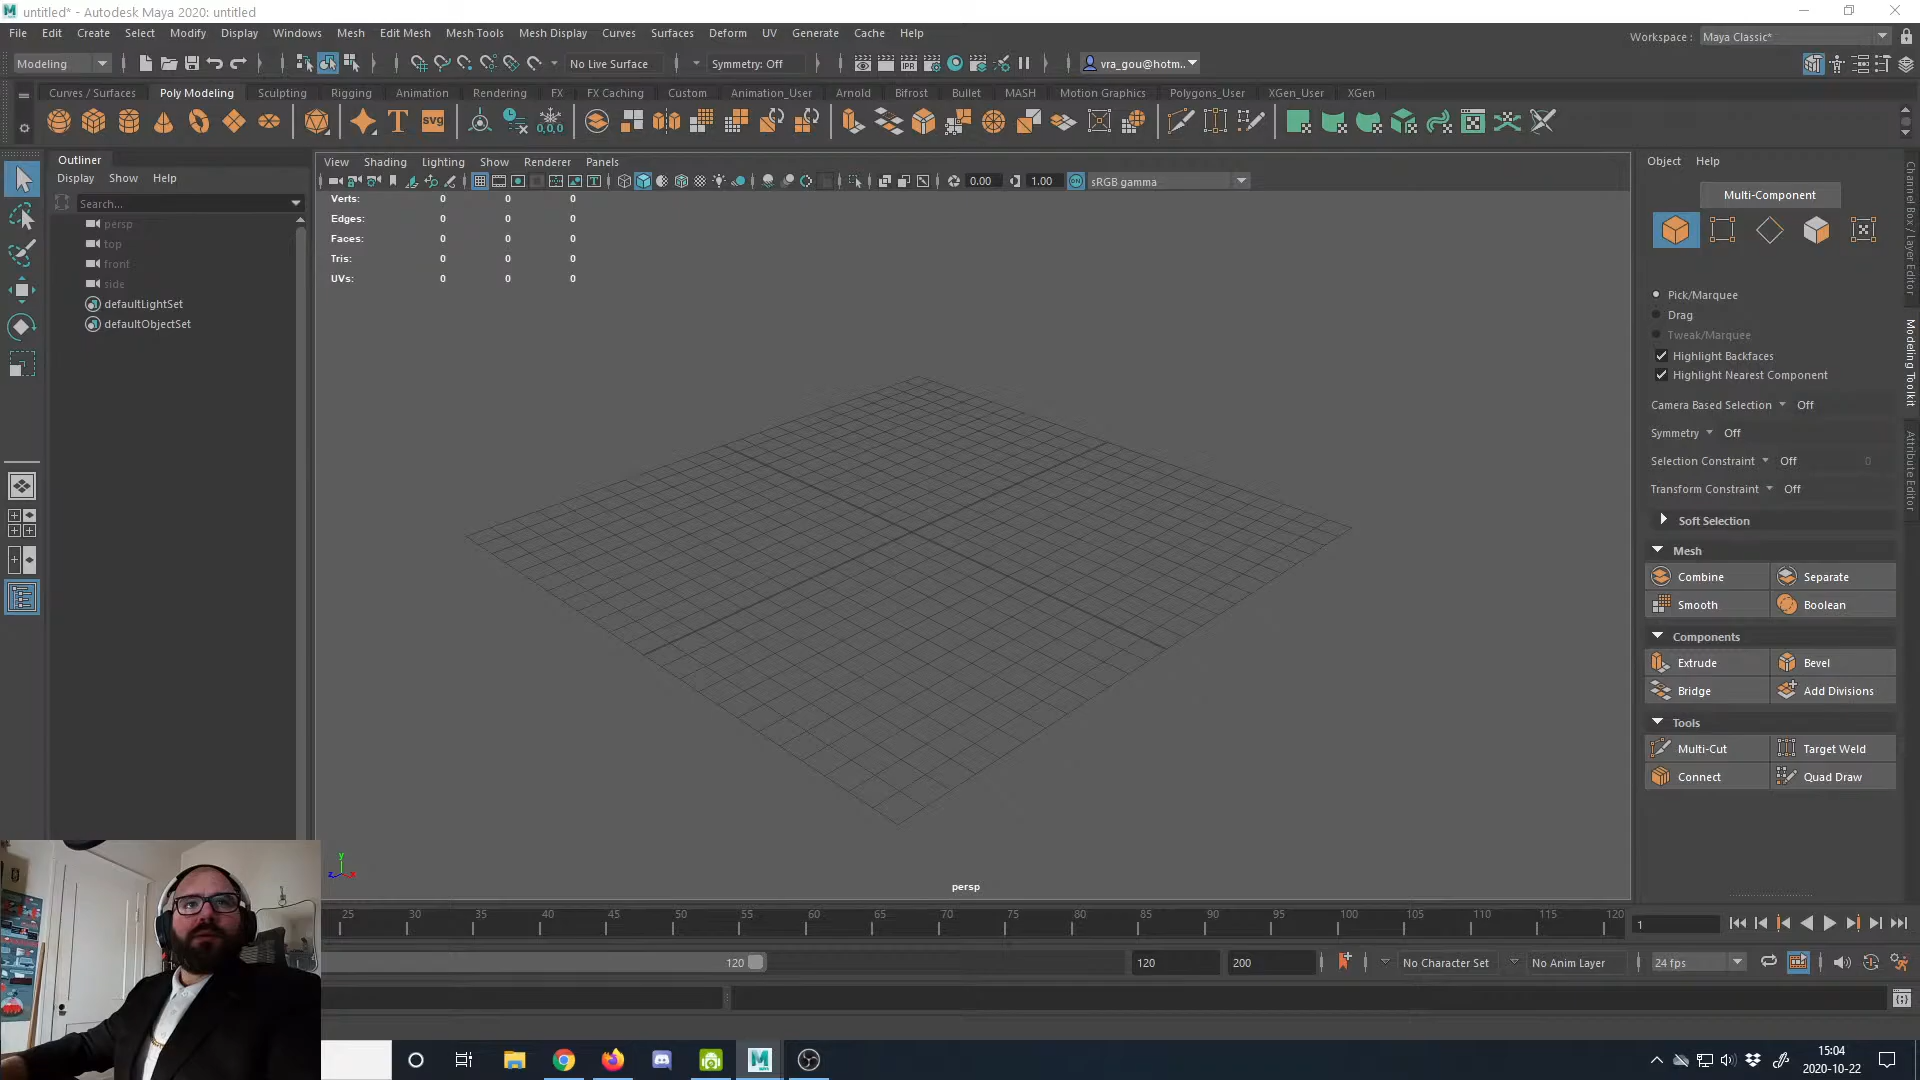 untitled* - Autodesk Maya 2020: untitled
File Edit Create Select Modify Display Windows Mesh Edit Mesh Mesh Tools Mesh Display Curves Surfaces Deform UV Generate Cache Help
Workspace : Maya Classic*
Modeling No Live Surface Symmetry: Off vra_gou@hotm..
Curves / Surfaces Poly Modeling Sculpting Rigging Animation Rendering FX FX Caching Custom Animation_User Arnold Bifrost Bullet MASH Motion Graphics Polygons_User XGen_User XGen
T SVG 0,0,0
Outliner
Display Show Help
Search...
persp
top
front
side
defaultLightSet
defaultObjectSet
View Shading Lighting Show Renderer Panels
0.00 1.00 sRGB gamma
Verts: 0 0 0
Edges: 0 0 0
Faces: 0 0 0
Tris: 0 0 0
UVs: 0 0 0
y
z x
persp
Object Help
Multi-Component
Pick/Marquee
Drag
Tweak/Marquee
Highlight Backfaces
Highlight Nearest Component
Camera Based Selection Off
Symmetry Off
Selection Constraint Off 0
Transform Constraint Off
Soft Selection
Mesh
Combine Separate
Smooth Boolean
Components
Extrude Bevel
Bridge Add Divisions
Tools
Multi-Cut Target Weld
Connect Quad Draw
Channel Box / Layer Editor
Modeling Toolkit
Attribute Editor
25 30 35 40 45 50 55 60 65 70 75 80 85 90 95 100 105 110 115 120
1
120 120 200 No Character Set No Anim Layer 24 fps
15:04
2020-10-22